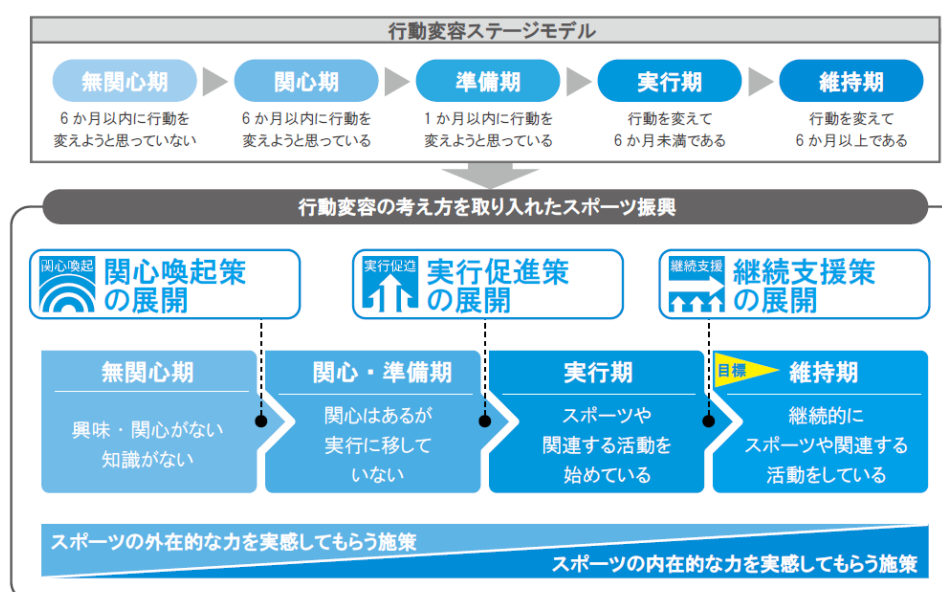 行動変容ステージモデル
無関心期
関心期
準備期
実行期
維持期
6か月以内に行動を
変えようと思っていない
6か月以内に行動を
変えようと思っている
1か月以内に行動を
変えようと思っている
行動を変えて
6か月未満である
行動を変えて
6か月以上である
行動変容の考え方を取り入れたスポーツ振興
関心喚起
関心喚起策
の展開
実行促進
実行促進策
の展開
継続支援
継続支援策
の展開
無関心期
興味・関心がない
知識がない
関心・準備期
関心はあるが
実行に移して
いない
実行期
スポーツや
関連する活動を
始めている
目標
維持期
継続的に
スポーツや関連する
活動をしている
スポーツの外在的な力を実感してもらう施策
スポーツの内在的な力を実感してもらう施策